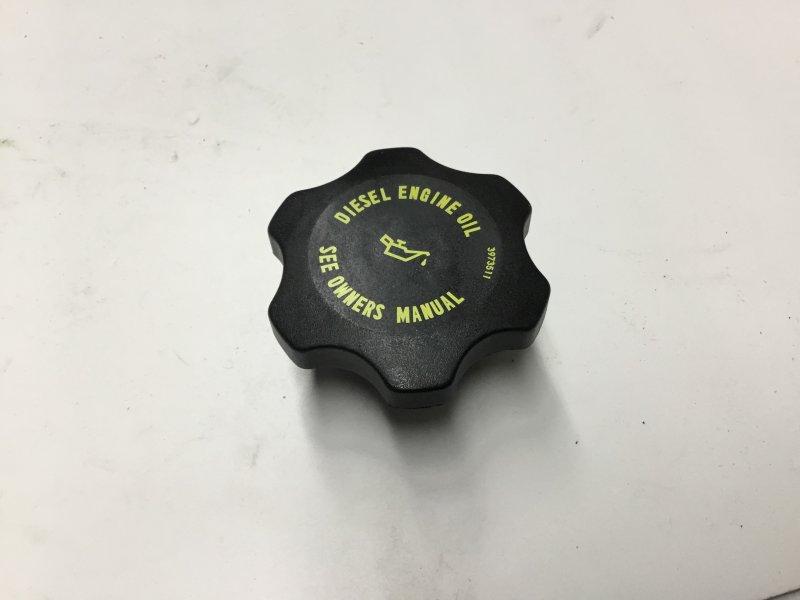 DIESEL ENGINE OIL
3973511
SEE OWNERS MANUAL